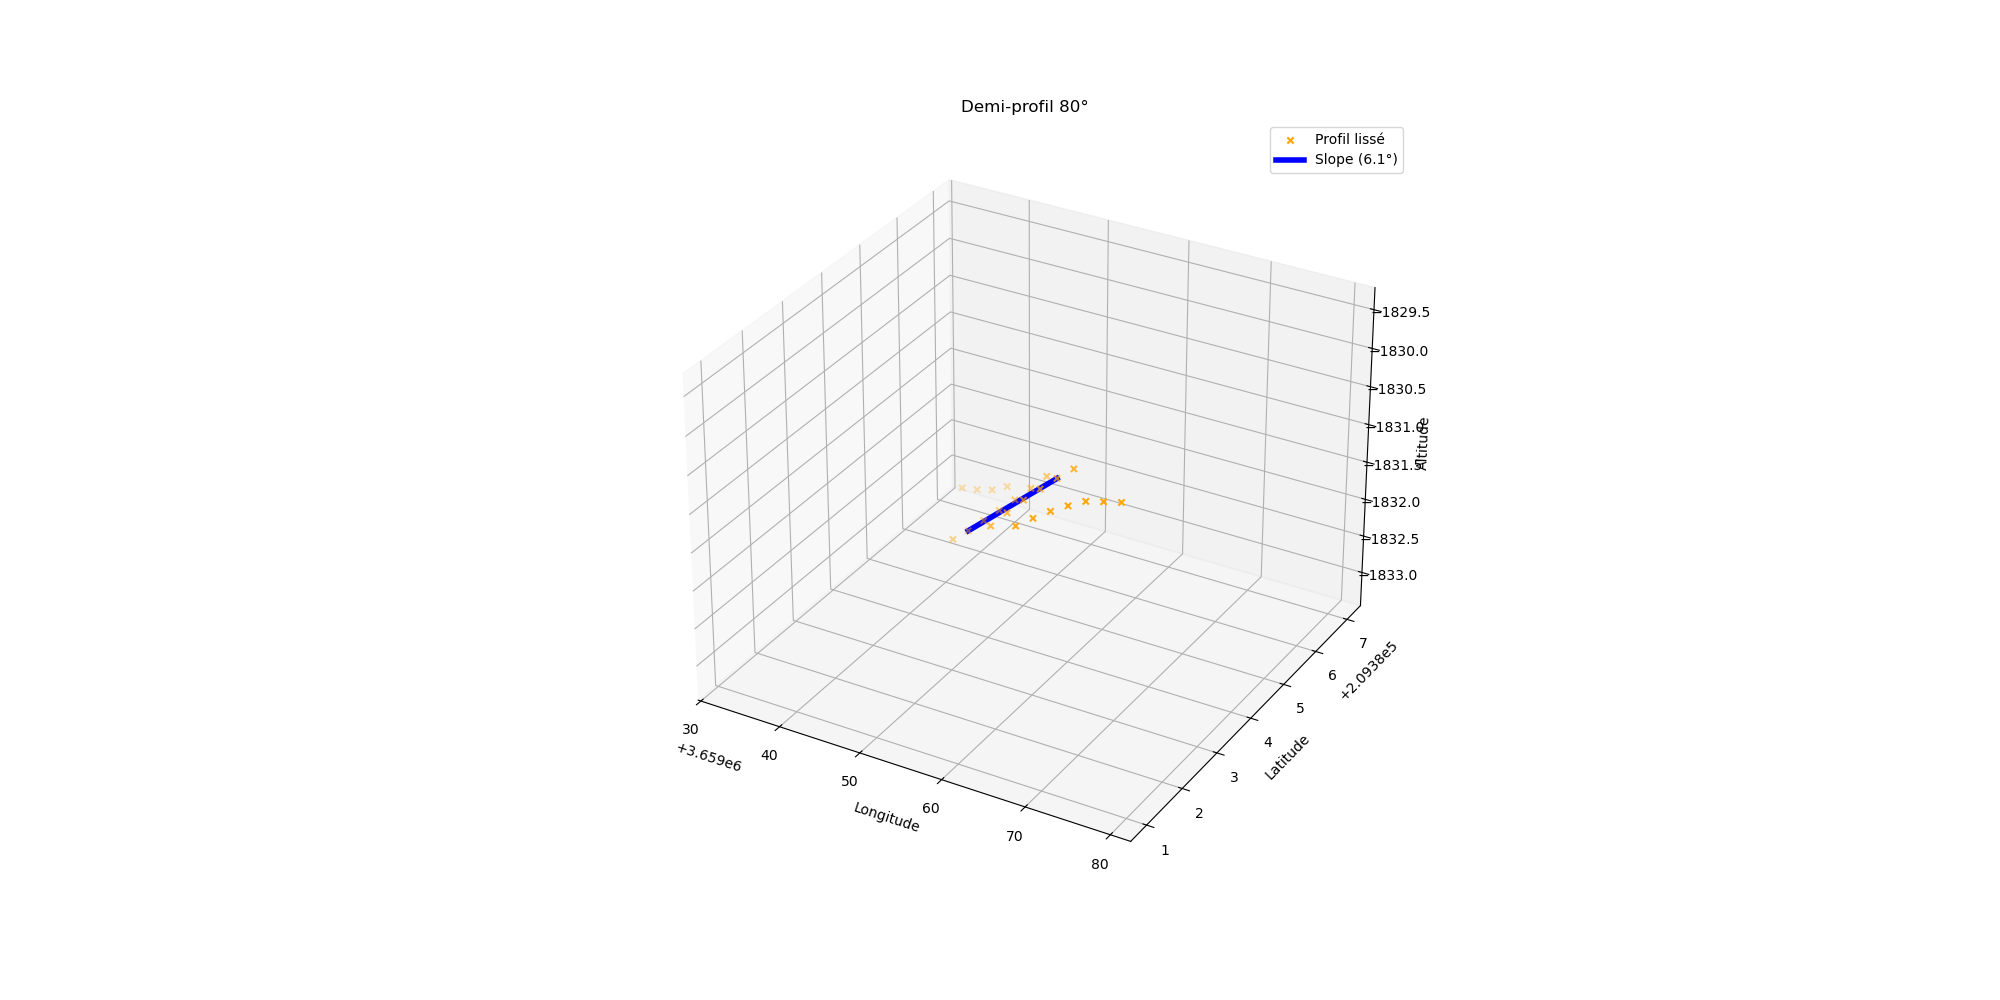 Demi-profil 80°
Profil lissé
Slope (6.1°)
−1829.5
−1830.0
−1830.5
−1831.0
Altitude
−1831.5
−1832.0
−1832.5
−1833.0
7
6
+2.0938e5
5
4
Latitude
3
2
1
30
+3.659e6
40
50
60
Longitude
70
80